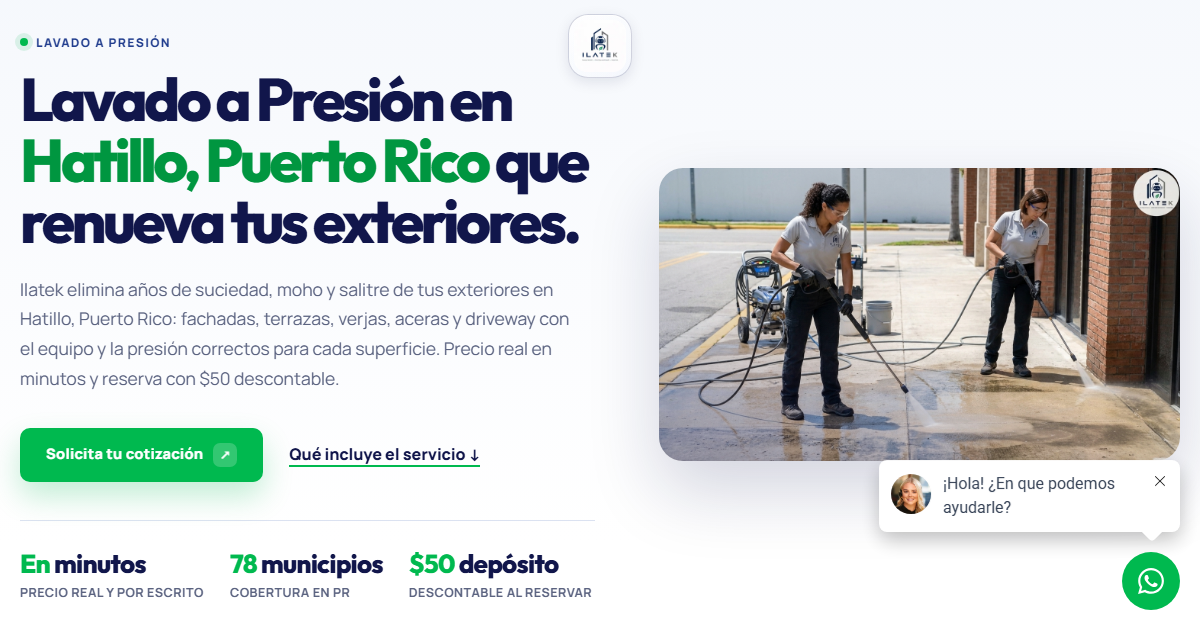 LAVADO A PRESIÓN
ILATEK
Lavado a Presión en
Hatillo, Puerto Rico que
renueva tus exteriores.
Ilatek elimina años de suciedad, moho y salitre de tus exteriores en
Hatillo, Puerto Rico: fachadas, terrazas, verjas, aceras y driveway con
el equipo y la presión correctos para cada superficie. Precio real en
minutos y reserva con $50 descontable.
Solicita tu cotización ↗
Qué incluye el servicio ↓
En minutos
PRECIO REAL Y POR ESCRITO
78 municipios
COBERTURA EN PR
$50 depósito
DESCONTABLE AL RESERVAR
ILATEK
¡Hola! ¿En que podemos
ayudarle?